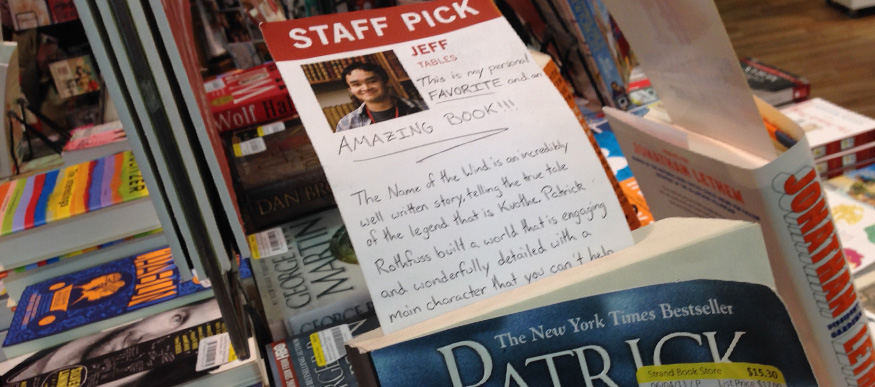 STAFF PICK
JEFF
TABLES
This is my personal
FAVORITE and an
AMAZING BOOK!!!
The Name of the Wind is an incredibly
well written story, telling the true tale
of the legend that is Kvothe. Patrick
Rothfuss built a world that is engaging
and wonderfully detailed with a
main character that you can't help
The New York Times Bestseller
PATRICK
Strand Book Store
$15.30
List Price
Wolf
DAN
GEORGE
MARTIN
GEORGE
HBO
JONATHAN LETHEM
JONATHAN